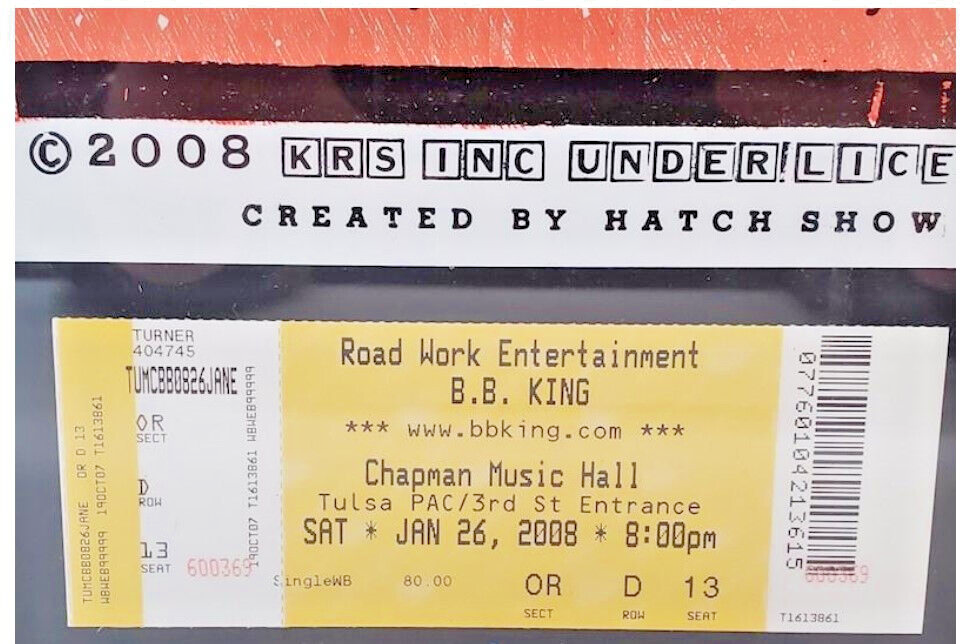 © 2008 KRS INC UNDER LICE
CREATED BY HATCH SHOW
TUMCBB0826JANE OR D 13
WBWEB99999 19OCT07 T1613861
TURNER
404745
TUMCBB0826JANE
OR
SECT
D
ROW
13
SEAT
600369
19OCT07 T1613861 WBWEB99999
Road Work Entertainment
B.B. KING
*** www.bbking.com ***
Chapman Music Hall
Tulsa PAC/3rd St Entrance
SAT * JAN 26, 2008 * 8:00pm
SingleWB 80.00 OR D 13
SECT ROW SEAT
07760104213615
600369
T1613861